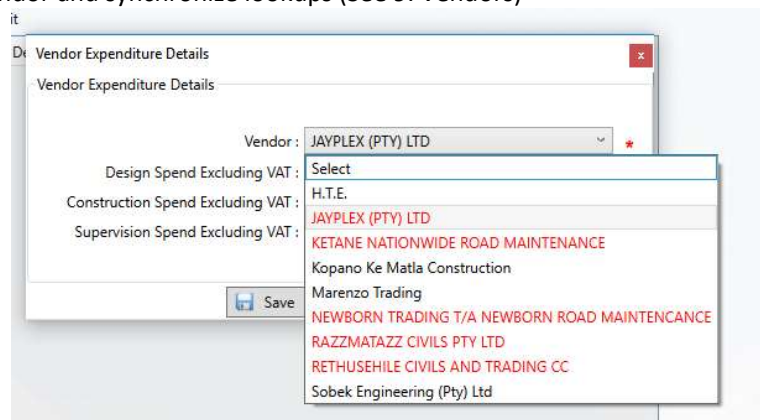 and synchronize lookups (see 5. Vendors)
it
De
Vendor Expenditure Details
x
Vendor Expenditure Details
Vendor : JAYPLEX (PTY) LTD *
Design Spend Excluding VAT :
Construction Spend Excluding VAT :
Supervision Spend Excluding VAT :
Select
H.T.E.
JAYPLEX (PTY) LTD
KETANE NATIONWIDE ROAD MAINTENANCE
Kopano Ke Matla Construction
Marenzo Trading
NEWBORN TRADING T/A NEWBORN ROAD MAINTENCANCE
RAZZMATAZZ CIVILS PTY LTD
RETHUSEHILE CIVILS AND TRADING CC
Sobek Engineering (Pty) Ltd
Save